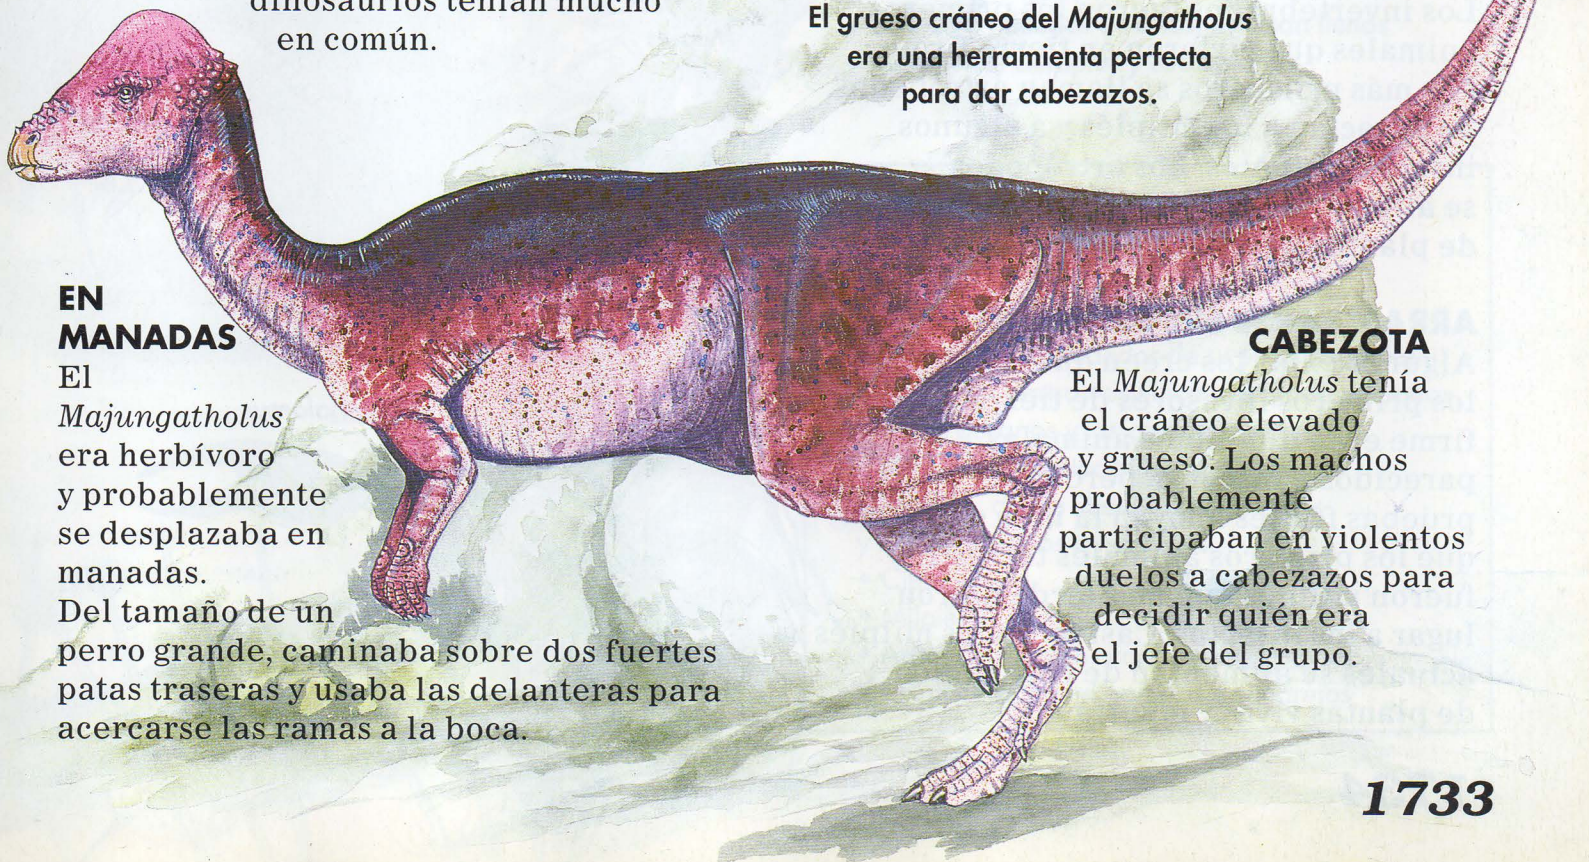 dinosaurios tenían mucho
en común.
El grueso cráneo del Majungatholus
era una herramienta perfecta
para dar cabezazos.
EN
MANADAS
El
Majungatholus
era herbívoro
y probablemente
se desplazaba en
manadas.
Del tamaño de un
perro grande, caminaba sobre dos fuertes
patas traseras y usaba las delanteras para
acercarse las ramas a la boca.
CABEZOTA
El Majungatholus tenía
el cráneo elevado
y grueso. Los machos
probablemente
participaban en violentos
duelos a cabezazos para
decidir quién era
el jefe del grupo.
1733